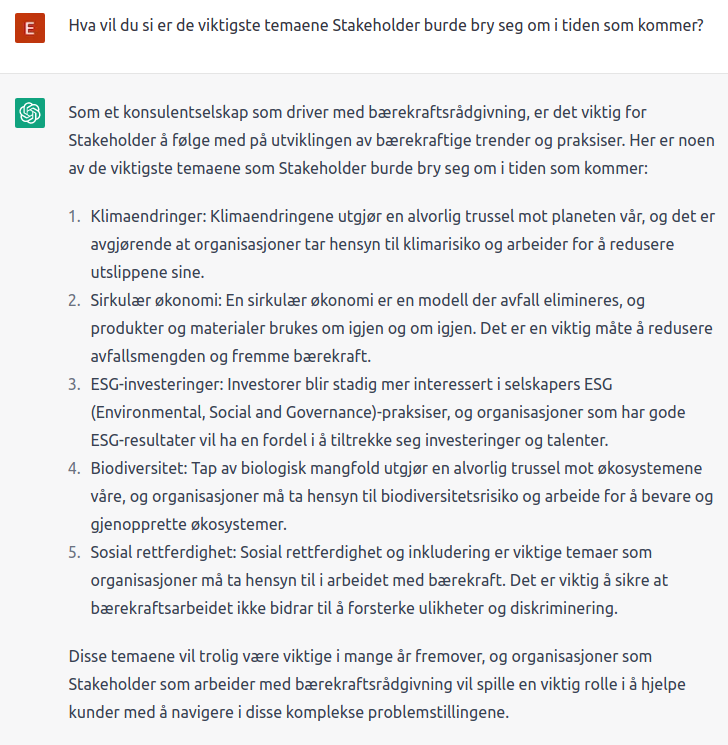 E
Hva vil du si er de viktigste temaene Stakeholder burde bry seg om i tiden som kommer?
Som et konsulentselskap som driver med bærekraftsrådgivning, er det viktig for
Stakeholder å følge med på utviklingen av bærekraftige trender og praksiser. Her er noen
av de viktigste temaene som Stakeholder burde bry seg om i tiden som kommer:
1. Klimaendringer: Klimaendringene utgjør en alvorlig trussel mot planeten vår, og det er
avgjørende at organisasjoner tar hensyn til klimarisiko og arbeider for å redusere
utslippene sine.
2. Sirkulær økonomi: En sirkulær økonomi er en modell der avfall elimineres, og
produkter og materialer brukes om igjen og om igjen. Det er en viktig måte å redusere
avfallsmengden og fremme bærekraft.
3. ESG-investeringer: Investorer blir stadig mer interessert i selskapers ESG
(Environmental, Social and Governance)-praksiser, og organisasjoner som har gode
ESG-resultater vil ha en fordel i å tiltrekke seg investeringer og talenter.
4. Biodiversitet: Tap av biologisk mangfold utgjør en alvorlig trussel mot økosystemene
våre, og organisasjoner må ta hensyn til biodiversitetsrisiko og arbeide for å bevare og
gjenopprette økosystemer.
5. Sosial rettferdighet: Sosial rettferdighet og inkludering er viktige temaer som
organisasjoner må ta hensyn til i arbeidet med bærekraft. Det er viktig å sikre at
bærekraftsarbeidet ikke bidrar til å forsterke ulikheter og diskriminering.
Disse temaene vil trolig være viktige i mange år fremover, og organisasjoner som
Stakeholder som arbeider med bærekraftsrådgivning vil spille en viktig rolle i å hjelpe
kunder med å navigere i disse komplekse problemstillingene.